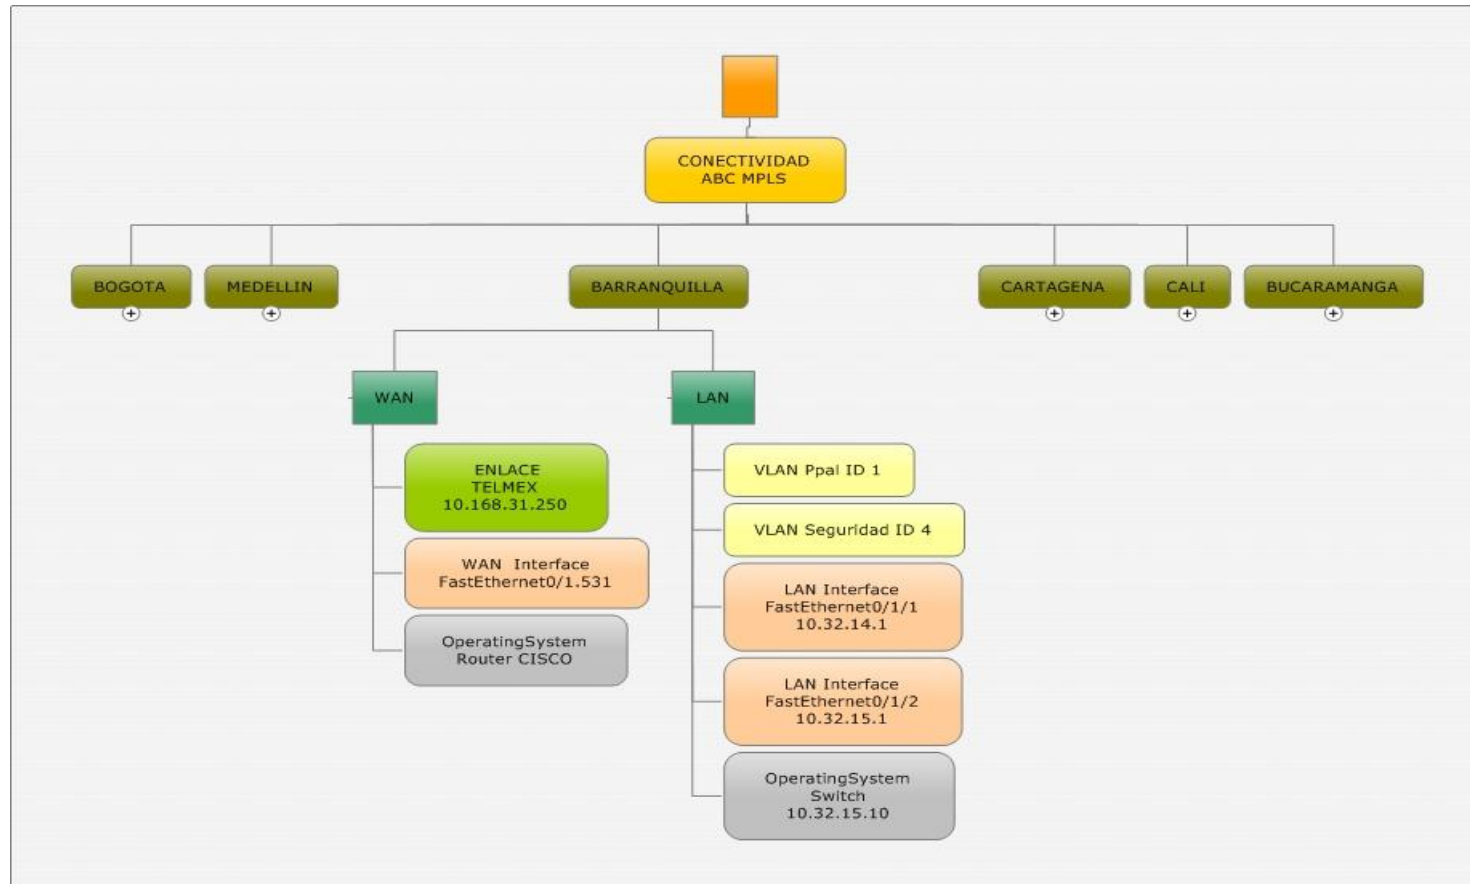 CONECTIVIDAD
ABC MPLS
BOGOTA
MEDELLIN
BARRANQUILLA
CARTAGENA
CALI
BUCARAMANGA
WAN
LAN
ENLACE
TELMEX
10.168.31.250
WAN Interface
FastEthernet0/1.531
OperatingSystem
Router CISCO
VLAN Ppal ID 1
VLAN Seguridad ID 4
LAN Interface
FastEthernet0/1/1
10.32.14.1
LAN Interface
FastEthernet0/1/2
10.32.15.1
OperatingSystem
Switch
10.32.15.10